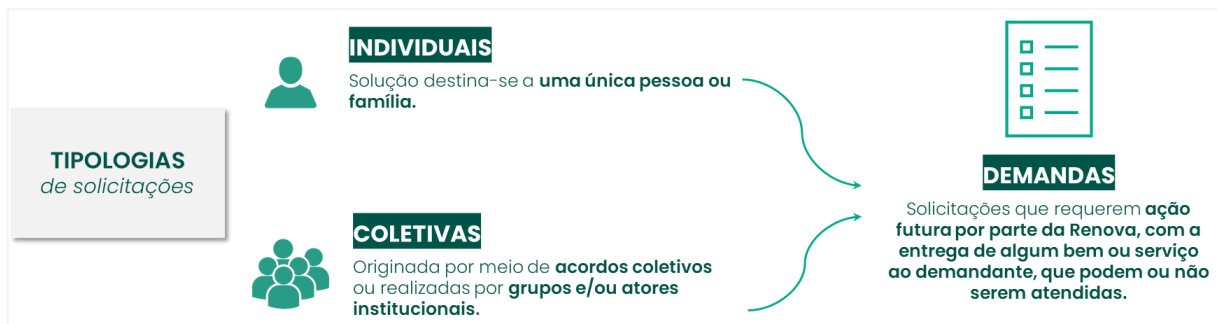 TIPOLOGIAS
de solicitações
INDIVIDUAIS
Solução destina-se a uma única pessoa ou
família.
COLETIVAS
Originada por meio de acordos coletivos
ou realizadas por grupos e/ou atores
institucionais.
DEMANDAS
Solicitações que requerem ação
futura por parte da Renova, com a
entrega de algum bem ou serviço
ao demandante, que podem ou não
serem atendidas.